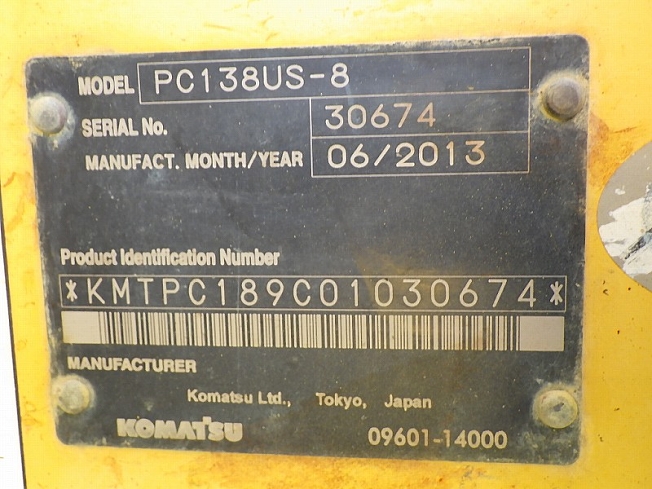 MODEL PC138US-8
SERIAL No. 30674
MANUFACT. MONTH/YEAR 06/2013
Product Identification Number
*KMTPC189C01030674*
MANUFACTURER
Komatsu Ltd., Tokyo, Japan
KOMATSU 09601-14000